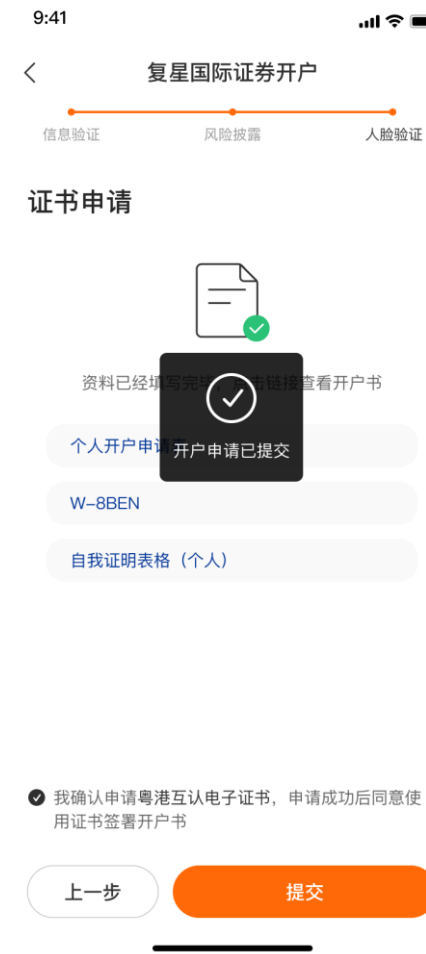 9:41
复星国际证券开户
信息验证 风险披露 人脸验证
证书申请
资料已经填写完毕，点击链接查看开户书
开户申请已提交
个人开户申请表
W-8BEN
自我证明表格（个人）
我确认申请粤港互认电子证书，申请成功后同意使
用证书签署开户书
上一步 提交